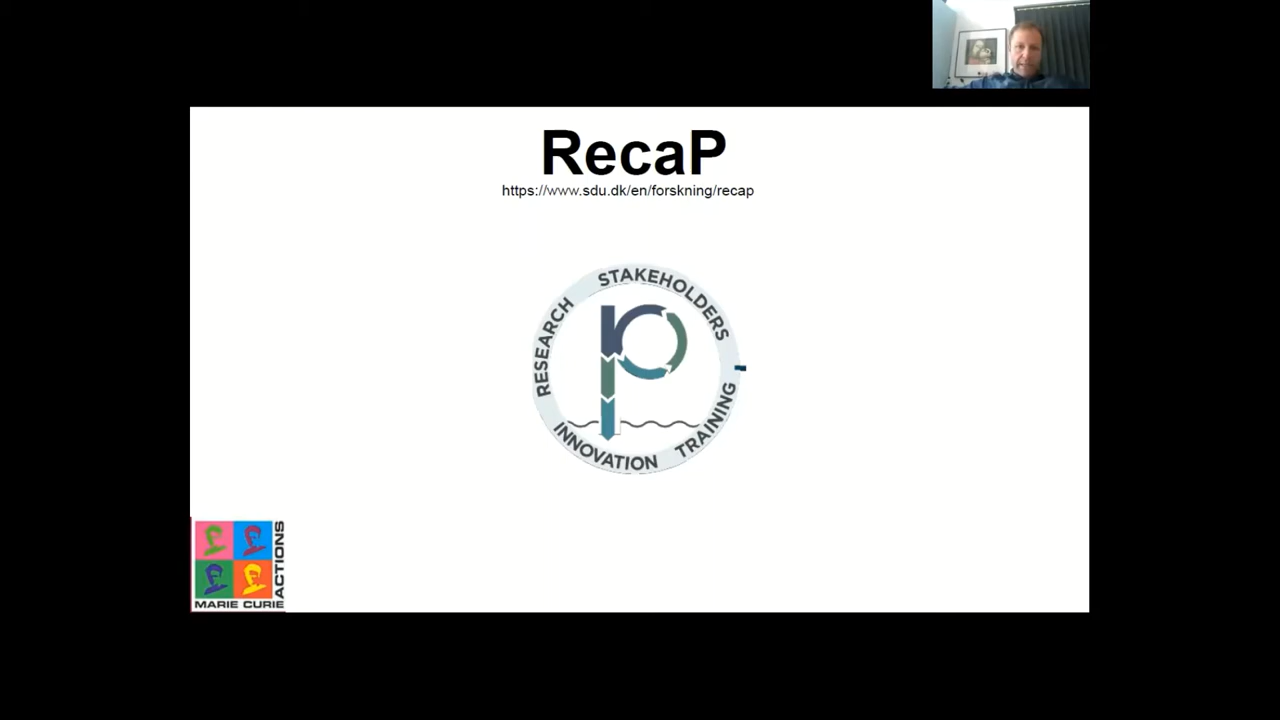 RecaP
https://www.sdu.dk/en/forskning/recap
RESEARCH
STAKEHOLDERS
TRAINING
INNOVATION
MARIE CURIE
ACTIONS